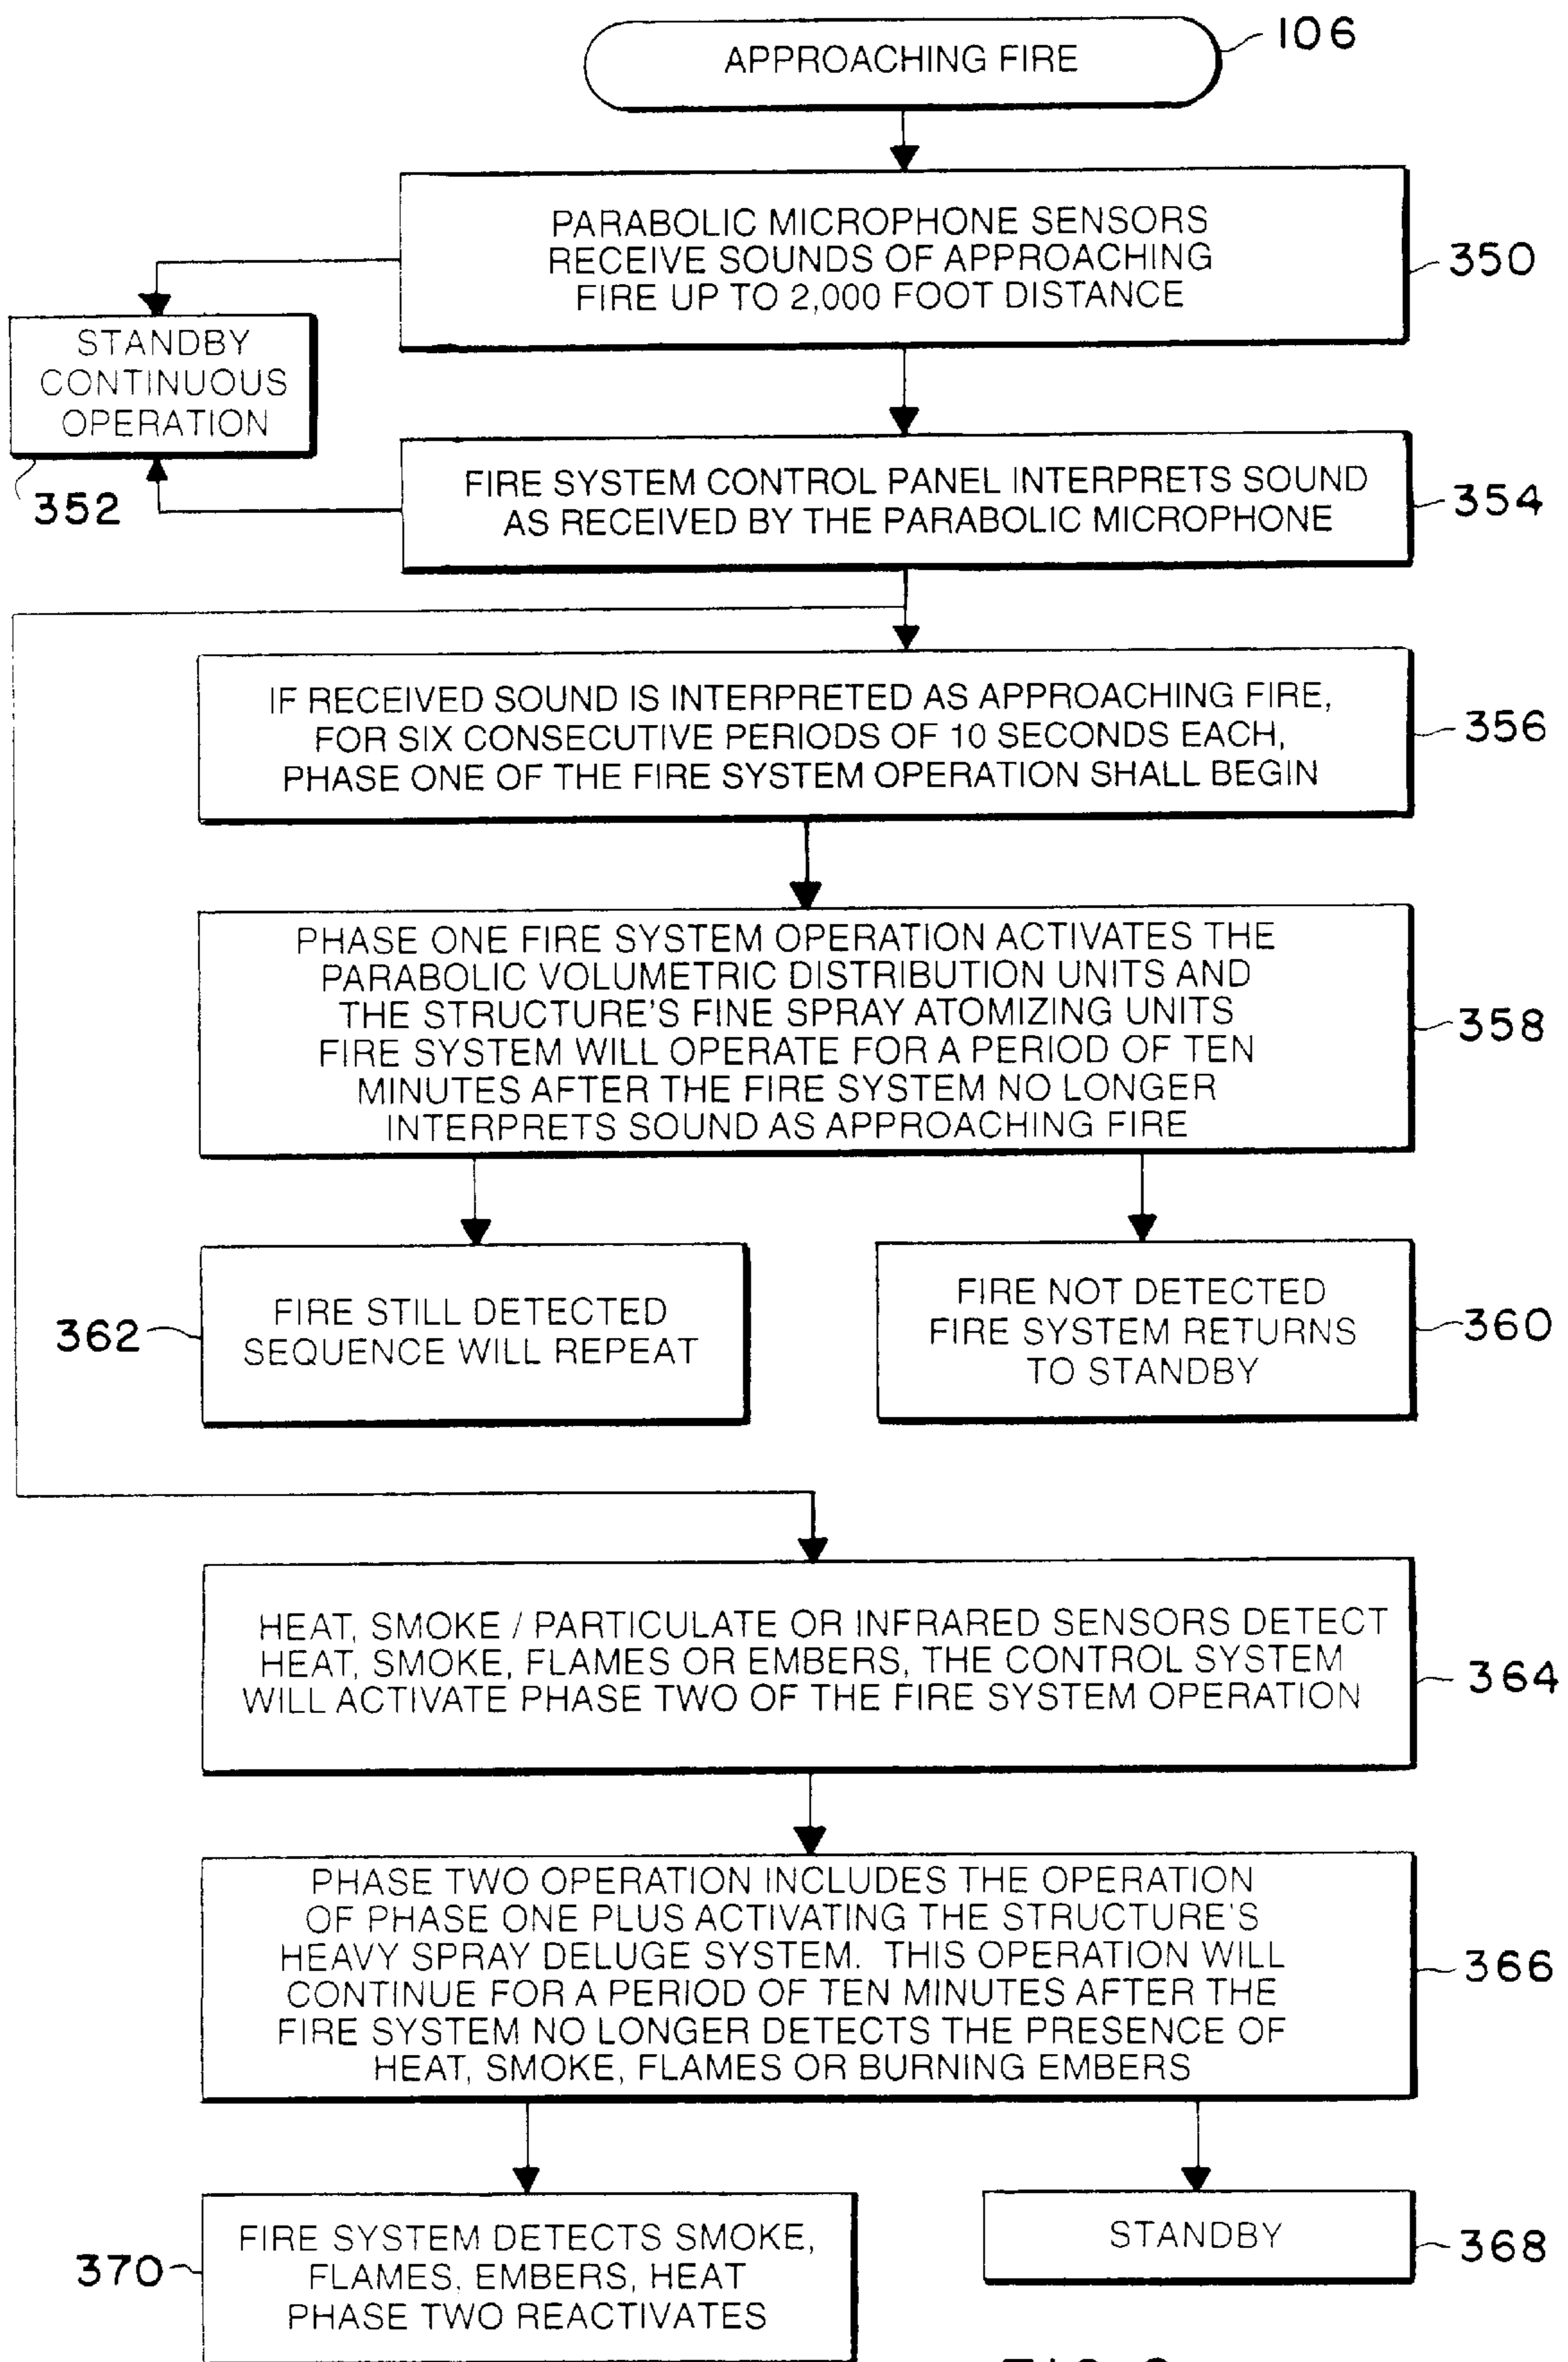 APPROACHING FIRE
106
PARABOLIC MICROPHONE SENSORS
RECEIVE SOUNDS OF APPROACHING
FIRE UP TO 2,000 FOOT DISTANCE
350
STANDBY
CONTINUOUS
OPERATION
352
FIRE SYSTEM CONTROL PANEL INTERPRETS SOUND
AS RECEIVED BY THE PARABOLIC MICROPHONE
354
IF RECEIVED SOUND IS INTERPRETED AS APPROACHING FIRE,
FOR SIX CONSECUTIVE PERIODS OF 10 SECONDS EACH,
PHASE ONE OF THE FIRE SYSTEM OPERATION SHALL BEGIN
356
PHASE ONE FIRE SYSTEM OPERATION ACTIVATES THE
PARABOLIC VOLUMETRIC DISTRIBUTION UNITS AND
THE STRUCTURE'S FINE SPRAY ATOMIZING UNITS
FIRE SYSTEM WILL OPERATE FOR A PERIOD OF TEN
MINUTES AFTER THE FIRE SYSTEM NO LONGER
INTERPRETS SOUND AS APPROACHING FIRE
358
362
FIRE STILL DETECTED
SEQUENCE WILL REPEAT
FIRE NOT DETECTED
FIRE SYSTEM RETURNS
TO STANDBY
360
HEAT, SMOKE / PARTICULATE OR INFRARED SENSORS DETECT
HEAT, SMOKE, FLAMES OR EMBERS, THE CONTROL SYSTEM
WILL ACTIVATE PHASE TWO OF THE FIRE SYSTEM OPERATION
364
PHASE TWO OPERATION INCLUDES THE OPERATION
OF PHASE ONE PLUS ACTIVATING THE STRUCTURE'S
HEAVY SPRAY DELUGE SYSTEM. THIS OPERATION WILL
CONTINUE FOR A PERIOD OF TEN MINUTES AFTER THE
FIRE SYSTEM NO LONGER DETECTS THE PRESENCE OF
HEAT, SMOKE, FLAMES OR BURNING EMBERS
366
370
FIRE SYSTEM DETECTS SMOKE,
FLAMES, EMBERS, HEAT
PHASE TWO REACTIVATES
STANDBY
368